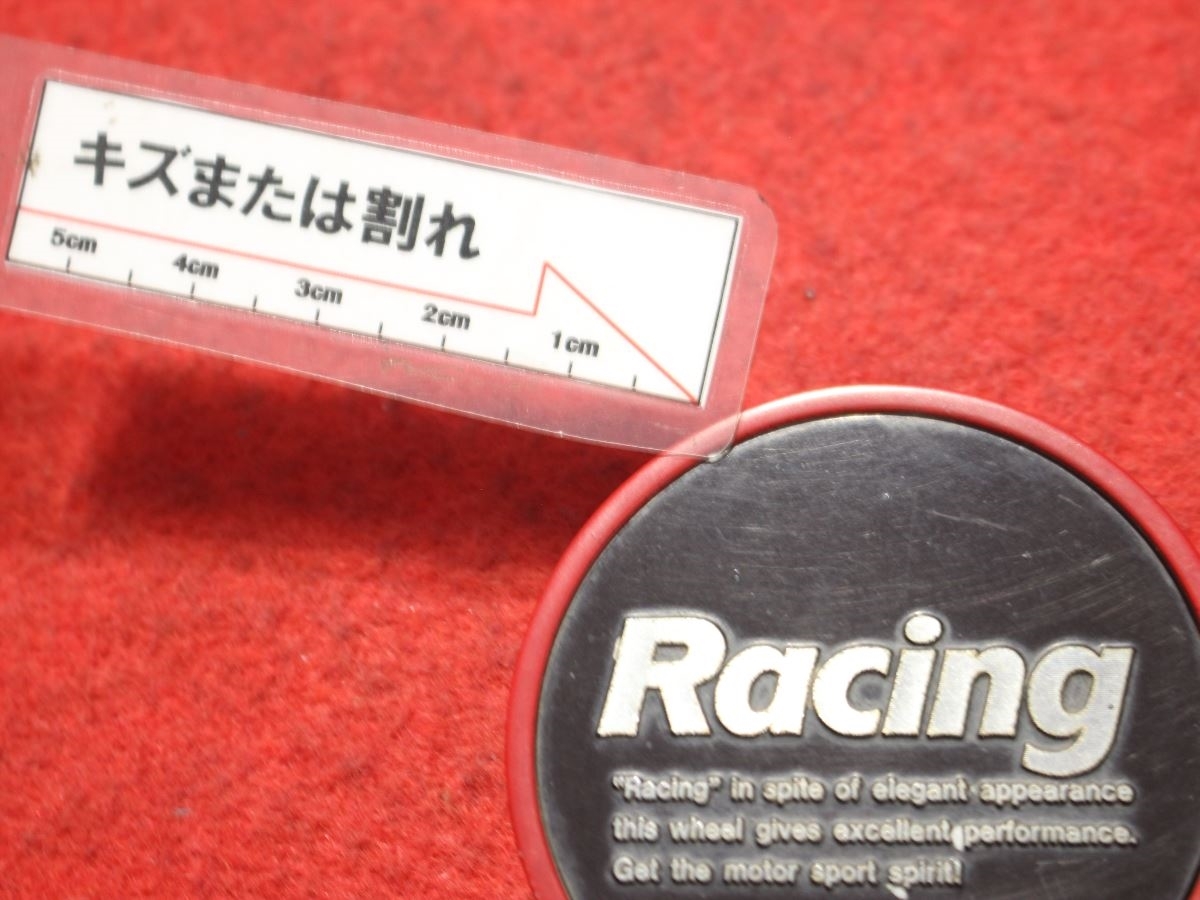 キズまたは割れ
5cm 4cm 3cm 2cm 1cm
Racing
"Racing" in spite of elegant appearance
this wheel gives excellent performance.
Get the motor sport spirit!